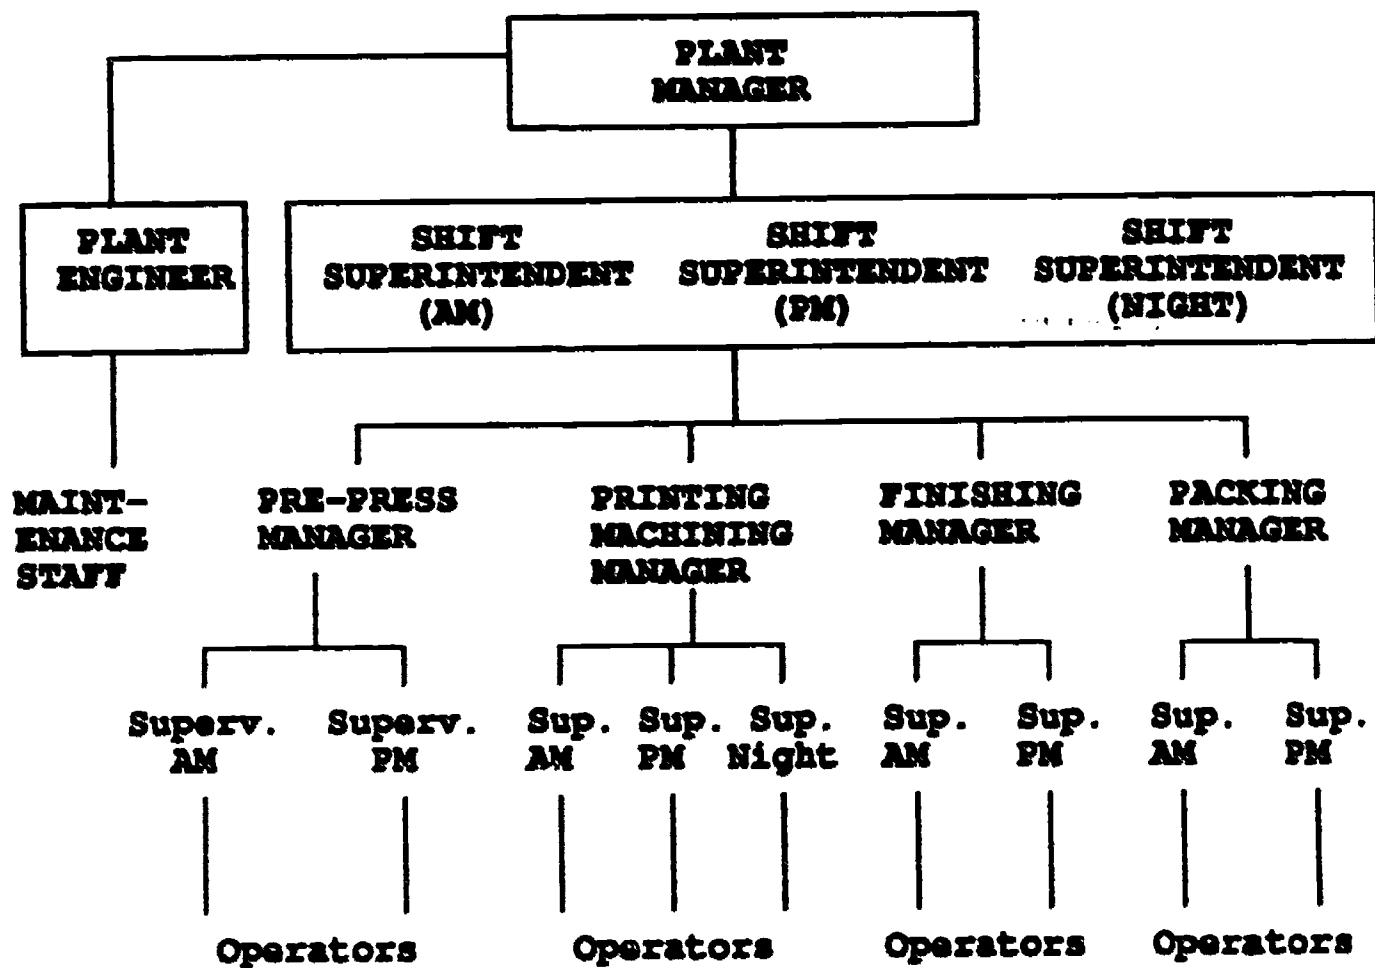 PLANT
MANAGER
PLANT
ENGINEER
SHIFT
SUPERINTENDENT
(AM)
SHIFT
SUPERINTENDENT
(PM)
SHIFT
SUPERINTENDENT
(NIGHT)
MAINT-
ENANCE
STAFF
PRE-PRESS
MANAGER
PRINTING
MACHINING
MANAGER
FINISHING
MANAGER
PACKING
MANAGER
Superv.
AM
Superv.
PM
Sup.
AM
Sup.
PM
Sup.
Night
Sup.
AM
Sup.
PM
Sup.
AM
Sup.
PM
Operators
Operators
Operators
Operators